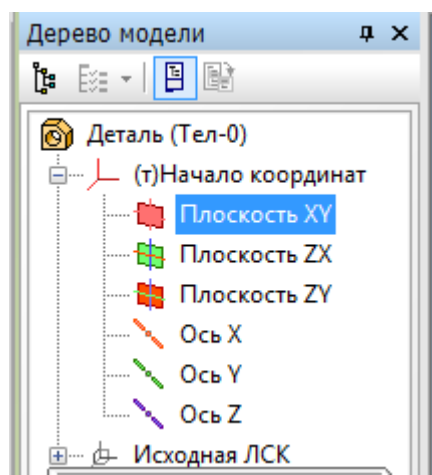 Дерево модели
Деталь (Тел-0)
(т)Начало координат
Плоскость XY
Плоскость ZX
Плоскость ZY
Ось X
Ось Y
Ось Z
Исходная ЛСК